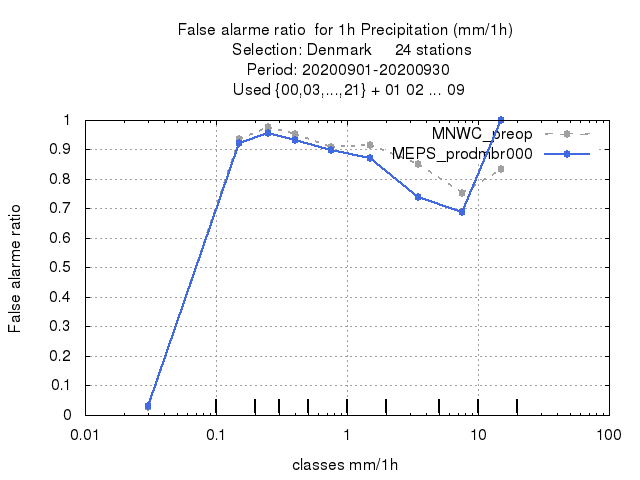 False alarme ratio  for 1h Precipitation (mm/1h)
Selection: Denmark     24 stations
Period: 20200901-20200930
Used {00,03,...,21} + 01 02 ... 09
MNWC_preop
MEPS_prodmbr000
1
0.9
0.8
0.7
0.6
0.5
0.4
0.3
0.2
0.1
0
False alarme ratio
0.01 0.1 1 10 100
classes mm/1h